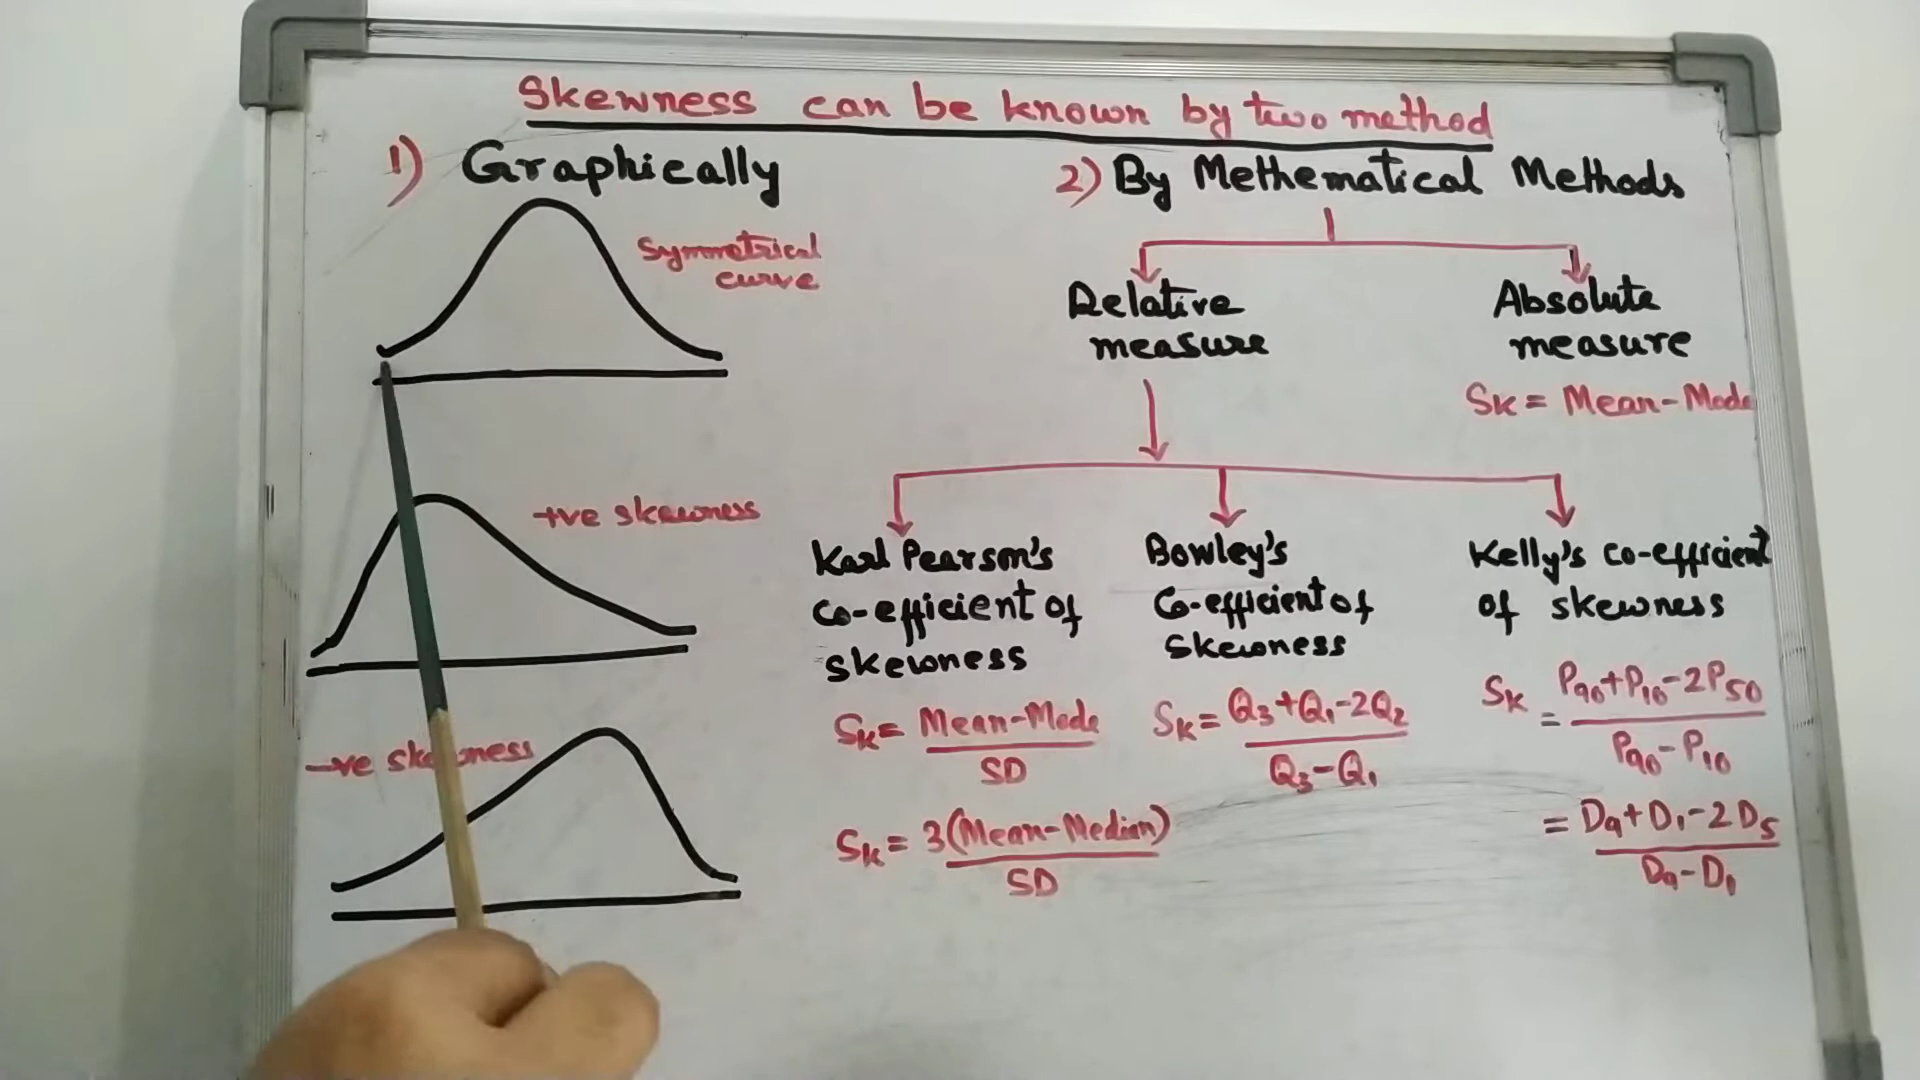 Skewness can be known by two method
1) Graphically
Symmetrical
curve
+ve skewness
-ve skewness
2) By Methematical Methods
Relative
measure
Absolute
measure
Sk = Mean-Mode
Karl Pearson's
co-efficient of
skewness
Sk = Mean-Mode
SD
Sk = 3(Mean-Median)
SD
Bowley's
Co-efficient of
Skewness
Sk = Q3+Q1-2Q2
Q3-Q1
Kelly's co-efficient
of skewness
Sk = P90+P10-2P50
P90-P10
= D9+D1-2D5
D9-D1